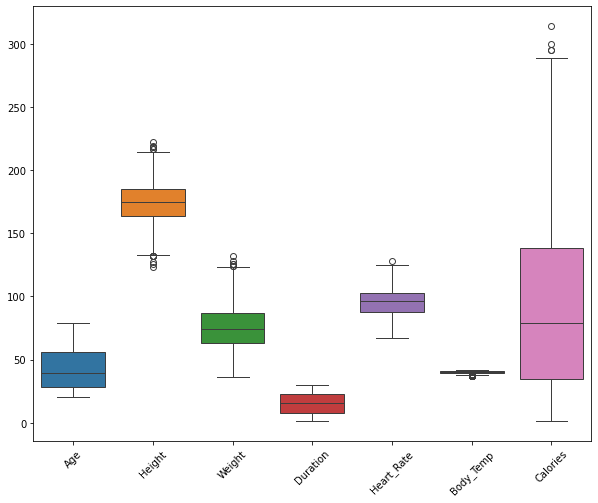 300
250
200
150
100
50
0
Age
Height
Weight
Duration
Heart_Rate
Body_Temp
Calories